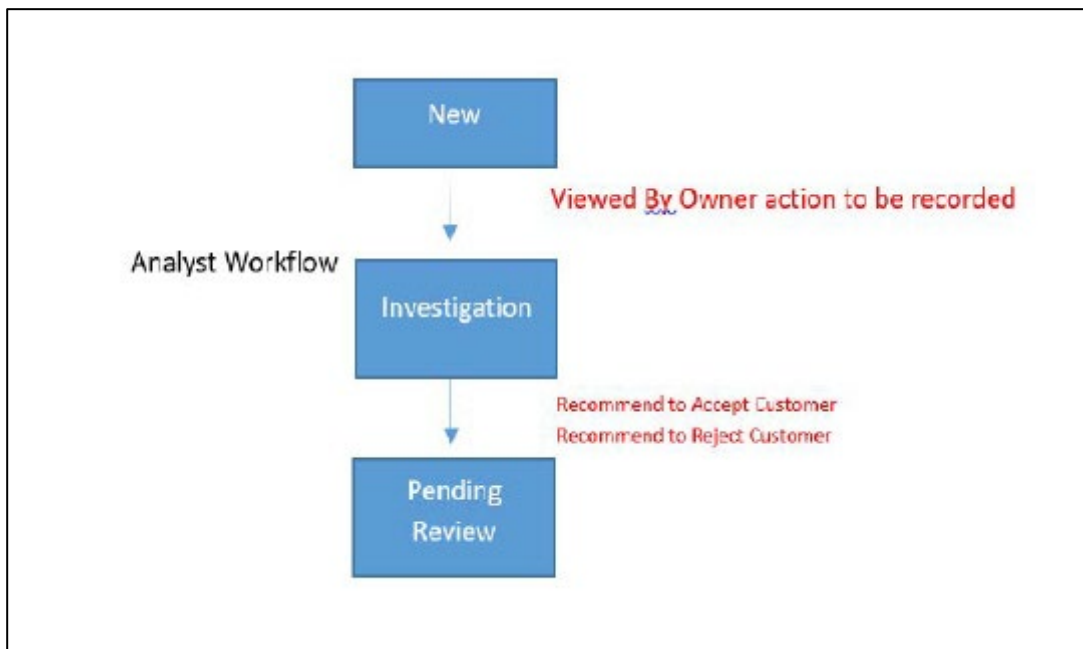 New
Viewed By Owner action to be recorded
Analyst Workflow
Investigation
Recommend to Accept Customer
Recommend to Reject Customer
Pending
Review